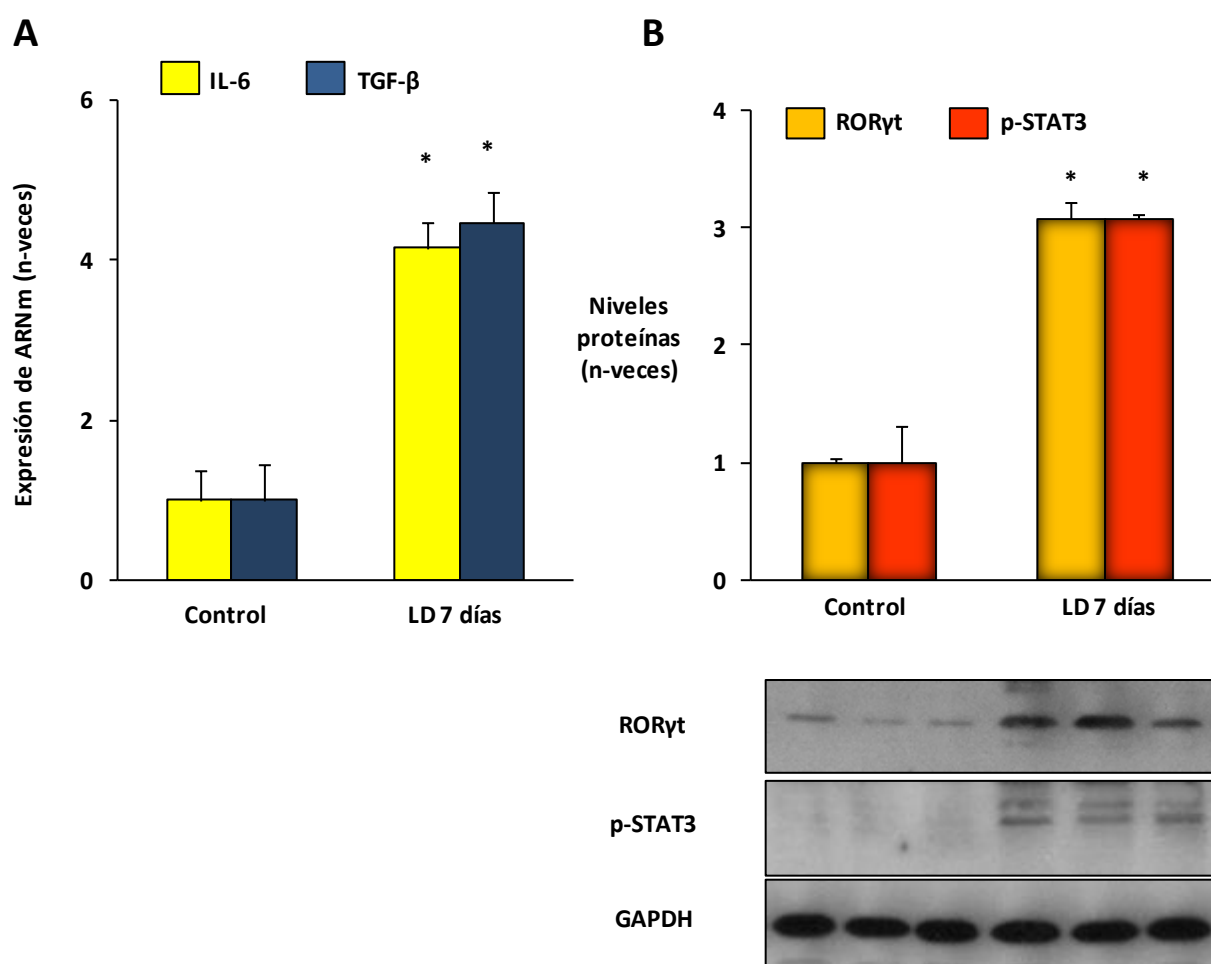 A
IL-6
TGF-β
Expresión de ARNm (n-veces)
6
4
2
0
*
*
Control
LD 7 días
B
RORγt
p-STAT3
Niveles
proteínas
(n-veces)
4
3
2
1
0
*
*
Control
LD 7 días
RORγt
p-STAT3
GAPDH